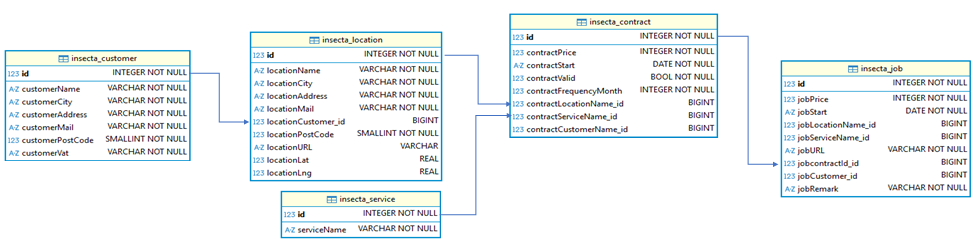 insecta_customer
123 id INTEGER NOT NULL
A-Z customerName VARCHAR NOT NULL
A-Z customerCity VARCHAR NOT NULL
A-Z customerAddress VARCHAR NOT NULL
A-Z customerMail VARCHAR NOT NULL
123 customerPostCode SMALLINT NOT NULL
A-Z customerVat VARCHAR NOT NULL
insecta_location
123 id INTEGER NOT NULL
A-Z locationName VARCHAR NOT NULL
A-Z locationCity VARCHAR NOT NULL
A-Z locationAddress VARCHAR NOT NULL
A-Z locationMail VARCHAR NOT NULL
123 locationCustomer_id BIGINT
123 locationPostCode SMALLINT NOT NULL
A-Z locationURL VARCHAR
123 locationLat REAL
123 locationLng REAL
insecta_service
123 id INTEGER NOT NULL
A-Z serviceName VARCHAR NOT NULL
insecta_contract
123 id INTEGER NOT NULL
123 contractPrice INTEGER NOT NULL
A-Z contractStart DATE NOT NULL
123 contractValid BOOL NOT NULL
123 contractFrequencyMonth INTEGER NOT NULL
123 contractLocationName_id BIGINT
123 contractServiceName_id BIGINT
123 contractCustomerName_id BIGINT
insecta_job
123 id INTEGER NOT NULL
123 jobPrice INTEGER NOT NULL
A-Z jobStart DATE NOT NULL
123 jobLocationName_id BIGINT
123 jobServiceName_id BIGINT
A-Z jobURL VARCHAR NOT NULL
123 jobcontractId_id BIGINT
123 jobCustomer_id BIGINT
A-Z jobRemark VARCHAR NOT NULL